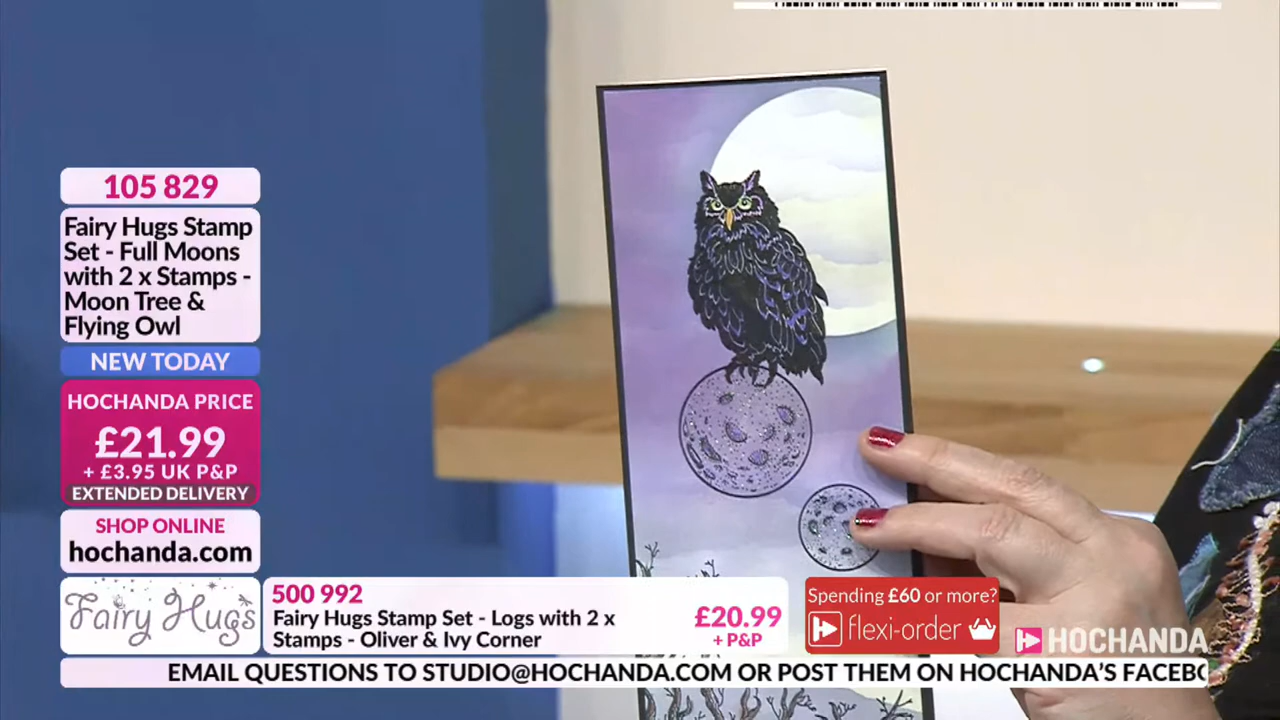 105 829
Fairy Hugs Stamp
Set - Full Moons
with 2 x Stamps -
Moon Tree &
Flying Owl
NEW TODAY
HOCHANDA PRICE
£21.99
+ £3.95 UK P&P
EXTENDED DELIVERY
SHOP ONLINE
hochanda.com
Fairy Hugs
500 992
Fairy Hugs Stamp Set - Logs with 2 x
Stamps - Oliver & Ivy Corner
£20.99
+ P&P
Spending £60 or more?
flexi-order
HOCHANDA
EMAIL QUESTIONS TO STUDIO@HOCHANDA.COM OR POST THEM ON HOCHANDA'S FACEBO